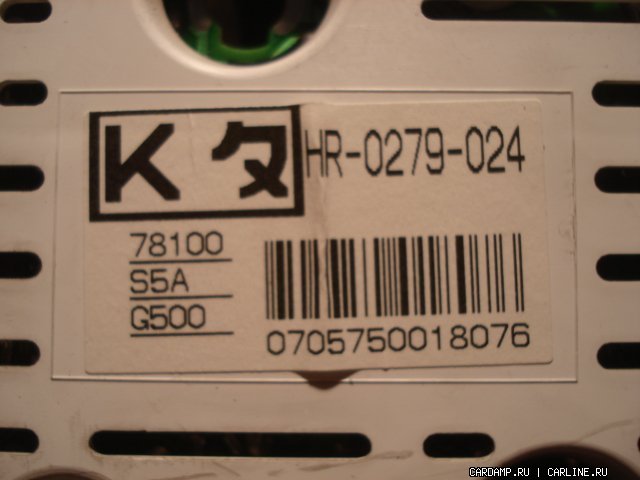 K タ HR-0279-024
78100
S5A
G500
0705750018076
CARDAMP.RU | CARLINE.RU